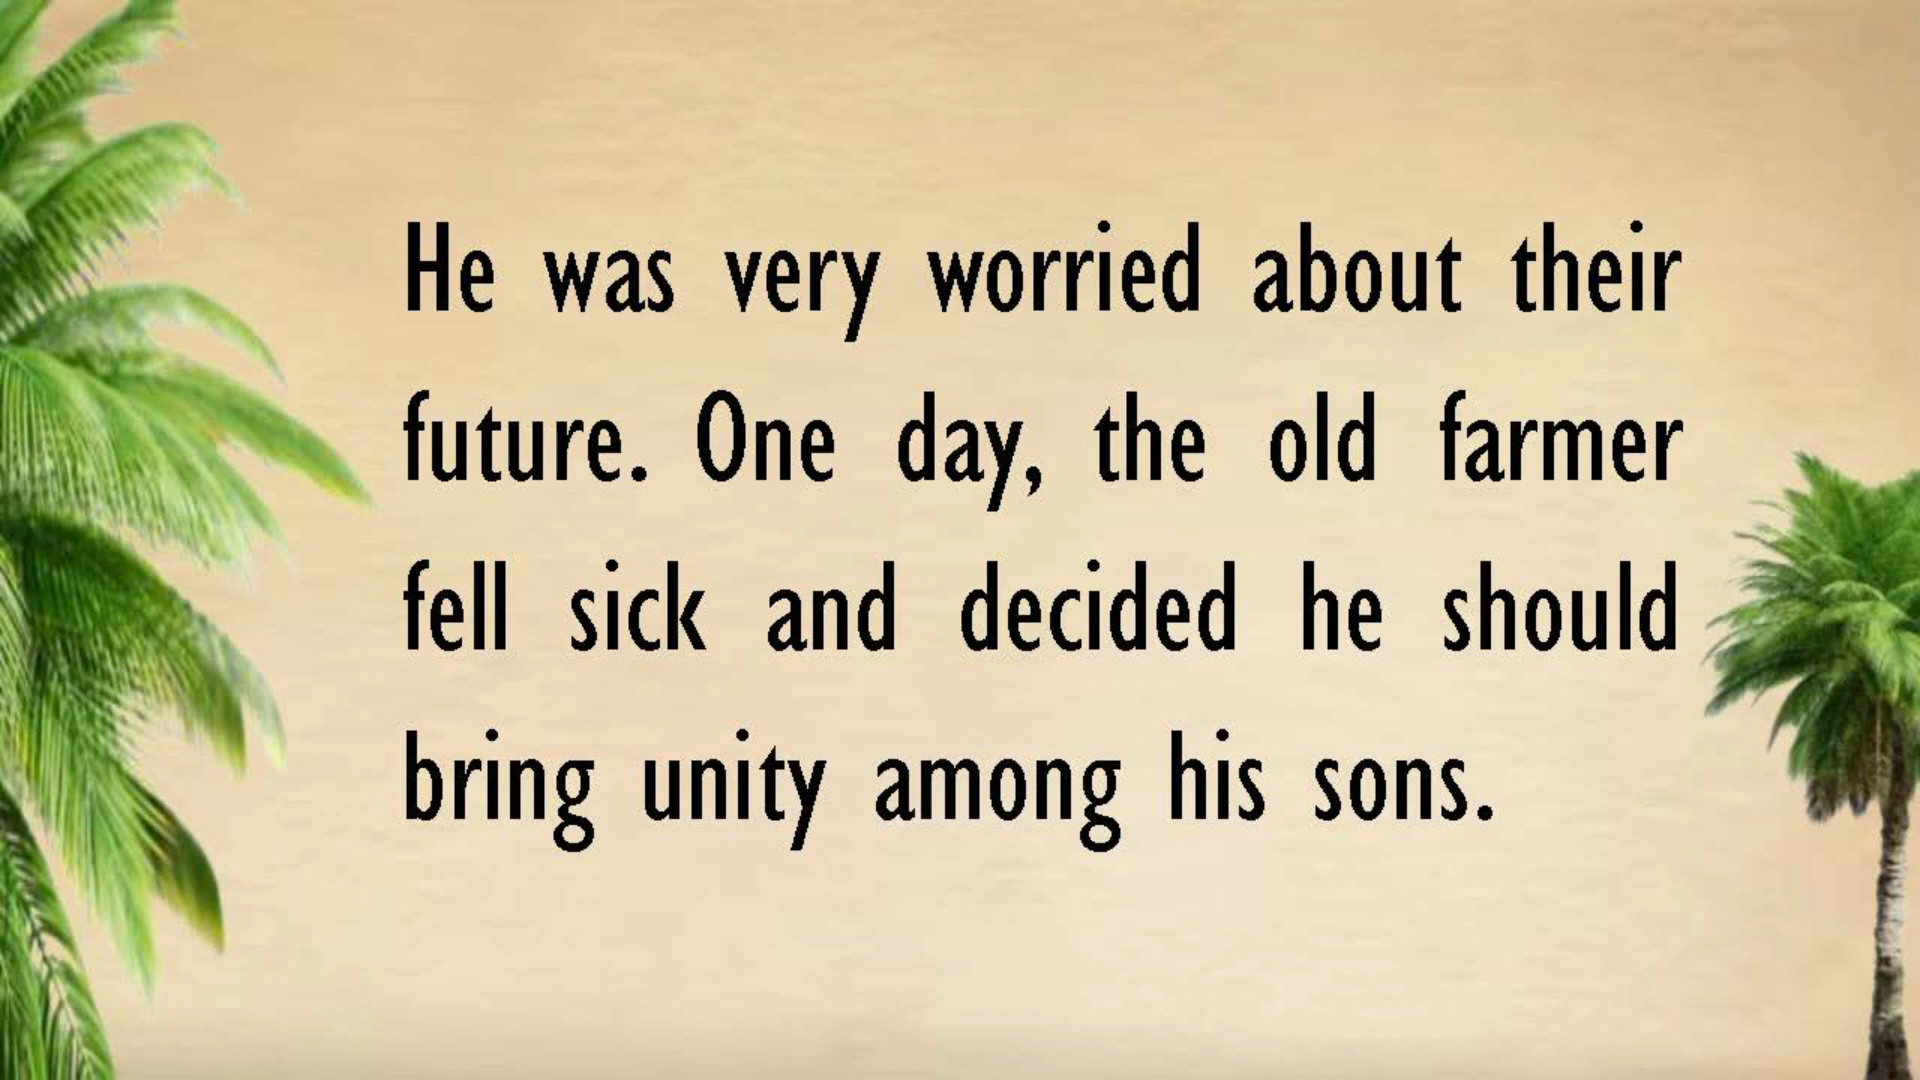 He was very worried about their
future. One day, the old farmer
fell sick and decided he should
bring unity among his sons.